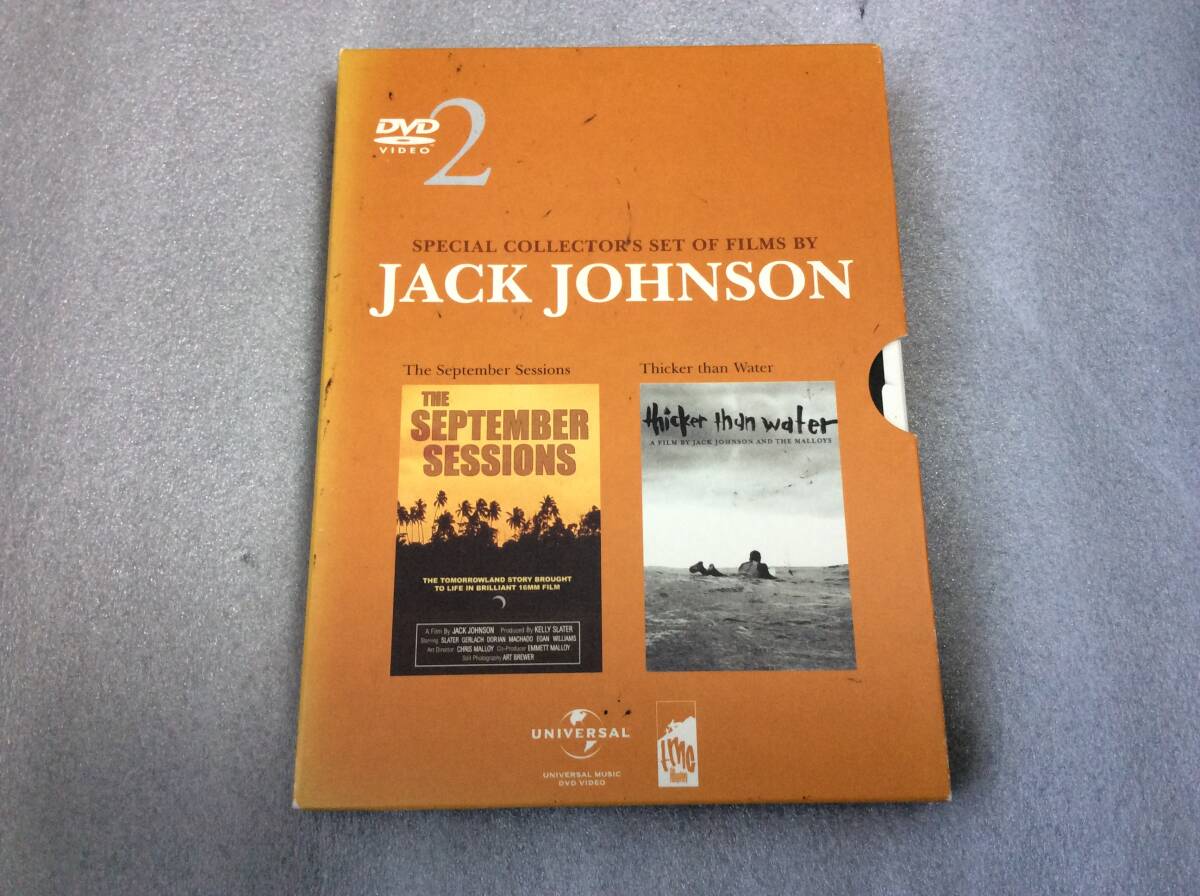 DVD
VIDEO
2
SPECIAL COLLECTOR'S SET OF FILMS BY
JACK JOHNSON
The September Sessions
THE
SEPTEMBER
SESSIONS
THE TOMORROWLAND STORY BROUGHT
TO LIFE IN BRILLIANT 16MM FILM
A Film By JACK JOHNSON Produced By KELLY SLATER
Starring SLATER GERLACH DORIAN MACHADO EGAN WILLIAMS
Art Director CHRIS MALLOY Co-Producer EMMETT MALLOY
Still Photography ART BREWER
Thicker than Water
thicker than water
A FILM BY JACK JOHNSON AND THE MALLOYS
UNIVERSAL
UNIVERSAL MUSIC
DVD VIDEO
tmc